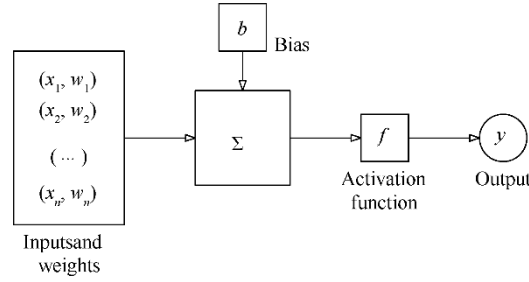 b
Bias
(x₁, w₁)
(x₂, w₂)
(...)
(xₙ, wₙ)
Σ
f
y
Activation
function
Output
Inputsand
weights